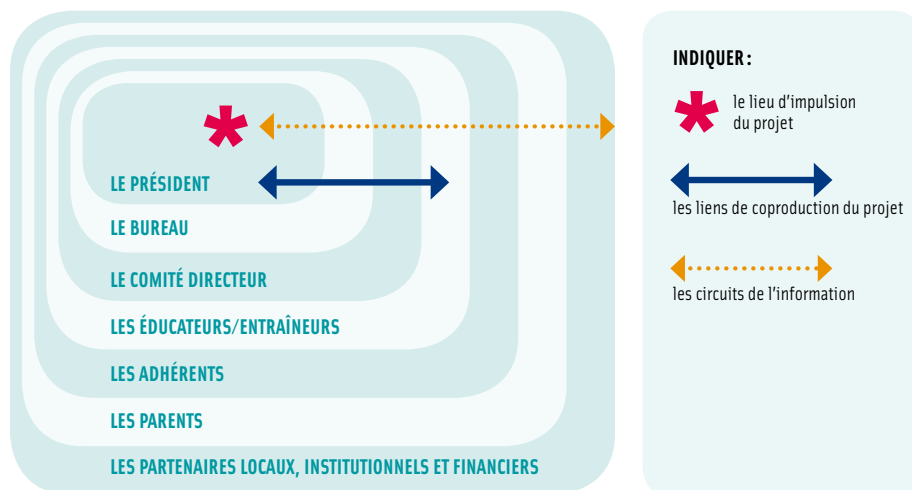 LE PRÉSIDENT
LE BUREAU
LE COMITÉ DIRECTEUR
LES ÉDUCATEURS/ENTRAÎNEURS
LES ADHÉRENTS
LES PARENTS
LES PARTENAIRES LOCAUX, INSTITUTIONNELS ET FINANCIERS
INDIQUER :
le lieu d'impulsion
du projet
les liens de coproduction du projet
les circuits de l'information